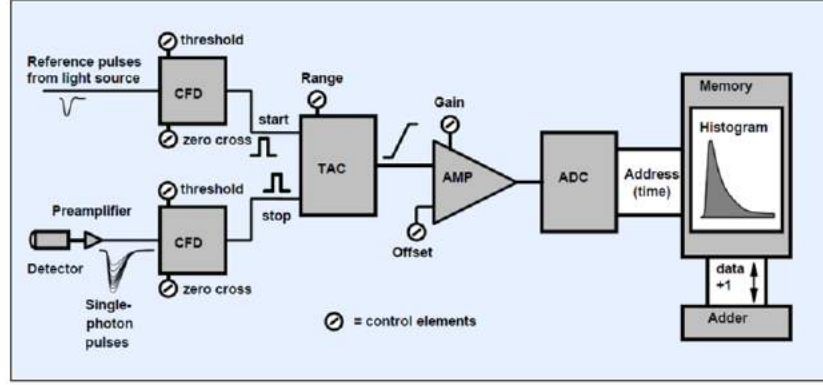 Reference pulses
from light source
threshold
CFD
zero cross
start
Range
TAC
stop
threshold
Preamplifier
CFD
Detector
zero cross
Single-
photon
pulses
Gain
AMP
Offset
ADC
Address
(time)
Memory
Histogram
data
+1
Adder
= control elements